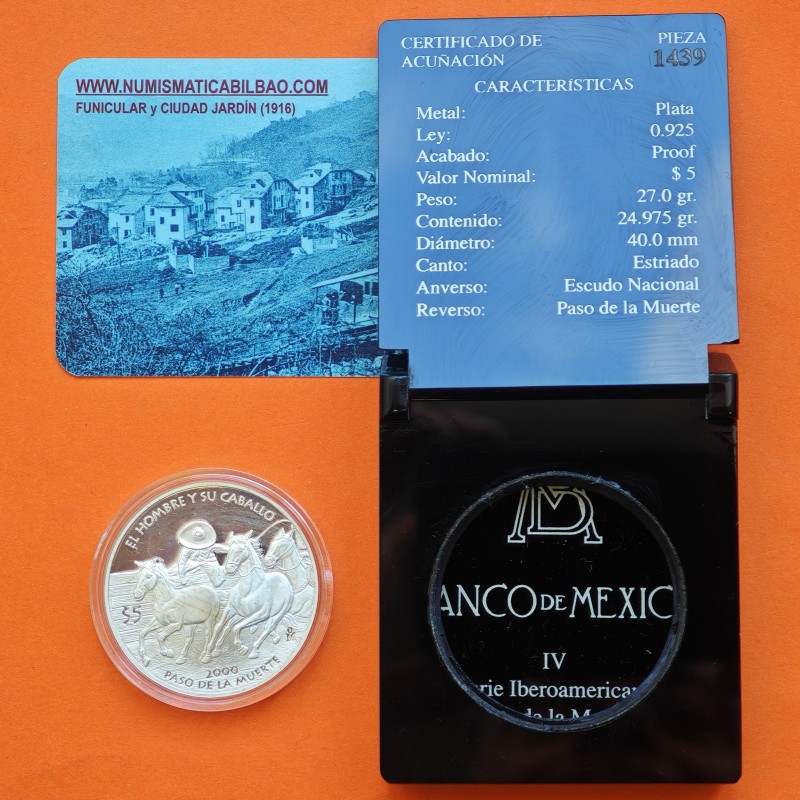 WWW.NUMISMATICABILBAO.COM
FUNICULAR y CIUDAD JARDÍN (1916)
CERTIFICADO DE ACUÑACIÓN
PIEZA
1439
CARACTERÍSTICAS
Metal: Plata
Ley: 0.925
Acabado: Proof
Valor Nominal: $ 5
Peso: 27.0 gr.
Contenido: 24.975 gr.
Diámetro: 40.0 mm
Canto: Estriado
Anverso: Escudo Nacional
Reverso: Paso de la Muerte
EL HOMBRE Y SU CABALLO
$5
2000
PASO DE LA MUERTE
ANCO DE MEXIC
IV
rie Iberoamerican
de la M